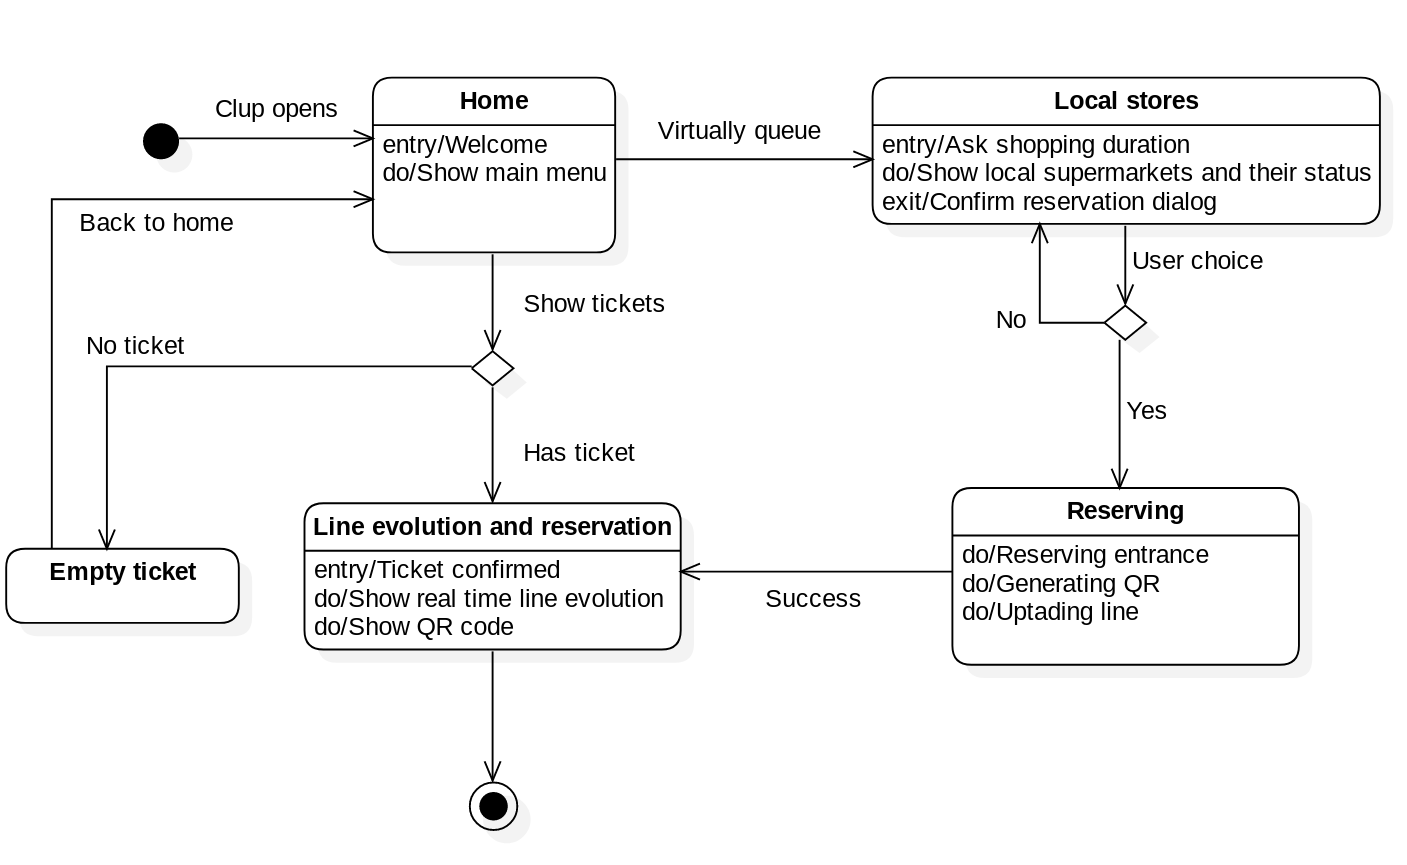 Clup opens
Home
entry/Welcome
do/Show main menu
Virtually queue
Local stores
entry/Ask shopping duration
do/Show local supermarkets and their status
exit/Confirm reservation dialog
Back to home
Show tickets
User choice
No
No ticket
Yes
Has ticket
Line evolution and reservation
entry/Ticket confirmed
do/Show real time line evolution
do/Show QR code
Reserving
do/Reserving entrance
do/Generating QR
do/Uptading line
Empty ticket
Success